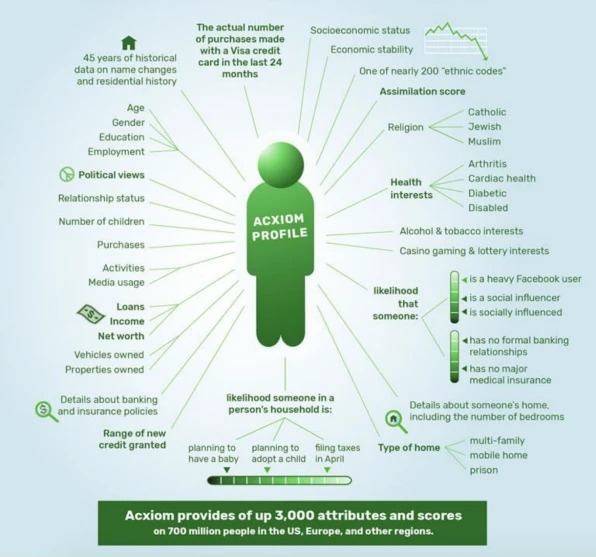 45 years of historical
data on name changes
and residential history
The actual number
of purchases made
with a Visa credit
card in the last 24
months
Socioeconomic status
Economic stability
One of nearly 200 "ethnic codes"
Assimilation score
Religion
Catholic
Jewish
Muslim
Health
interests
Arthritis
Cardiac health
Diabetic
Disabled
Alcohol & tobacco interests
Casino gaming & lottery interests
likelihood
that
someone:
is a heavy Facebook user
is a social influencer
is socially influenced
has no formal banking
relationships
has no major
medical insurance
Details about someone's home,
including the number of bedrooms
Type of home
multi-family
mobile home
prison
Age
Gender
Education
Employment
Political views
Relationship status
Number of children
Purchases
Activities
Media usage
Loans
Income
Net worth
Vehicles owned
Properties owned
Details about banking
and insurance policies
Range of new
credit granted
ACXIOM
PROFILE
likelihood someone in a
person's household is:
planning to
have a baby
planning to
adopt a child
filing taxes
in April
Acxiom provides of up 3,000 attributes and scores
on 700 million people in the US, Europe, and other regions.